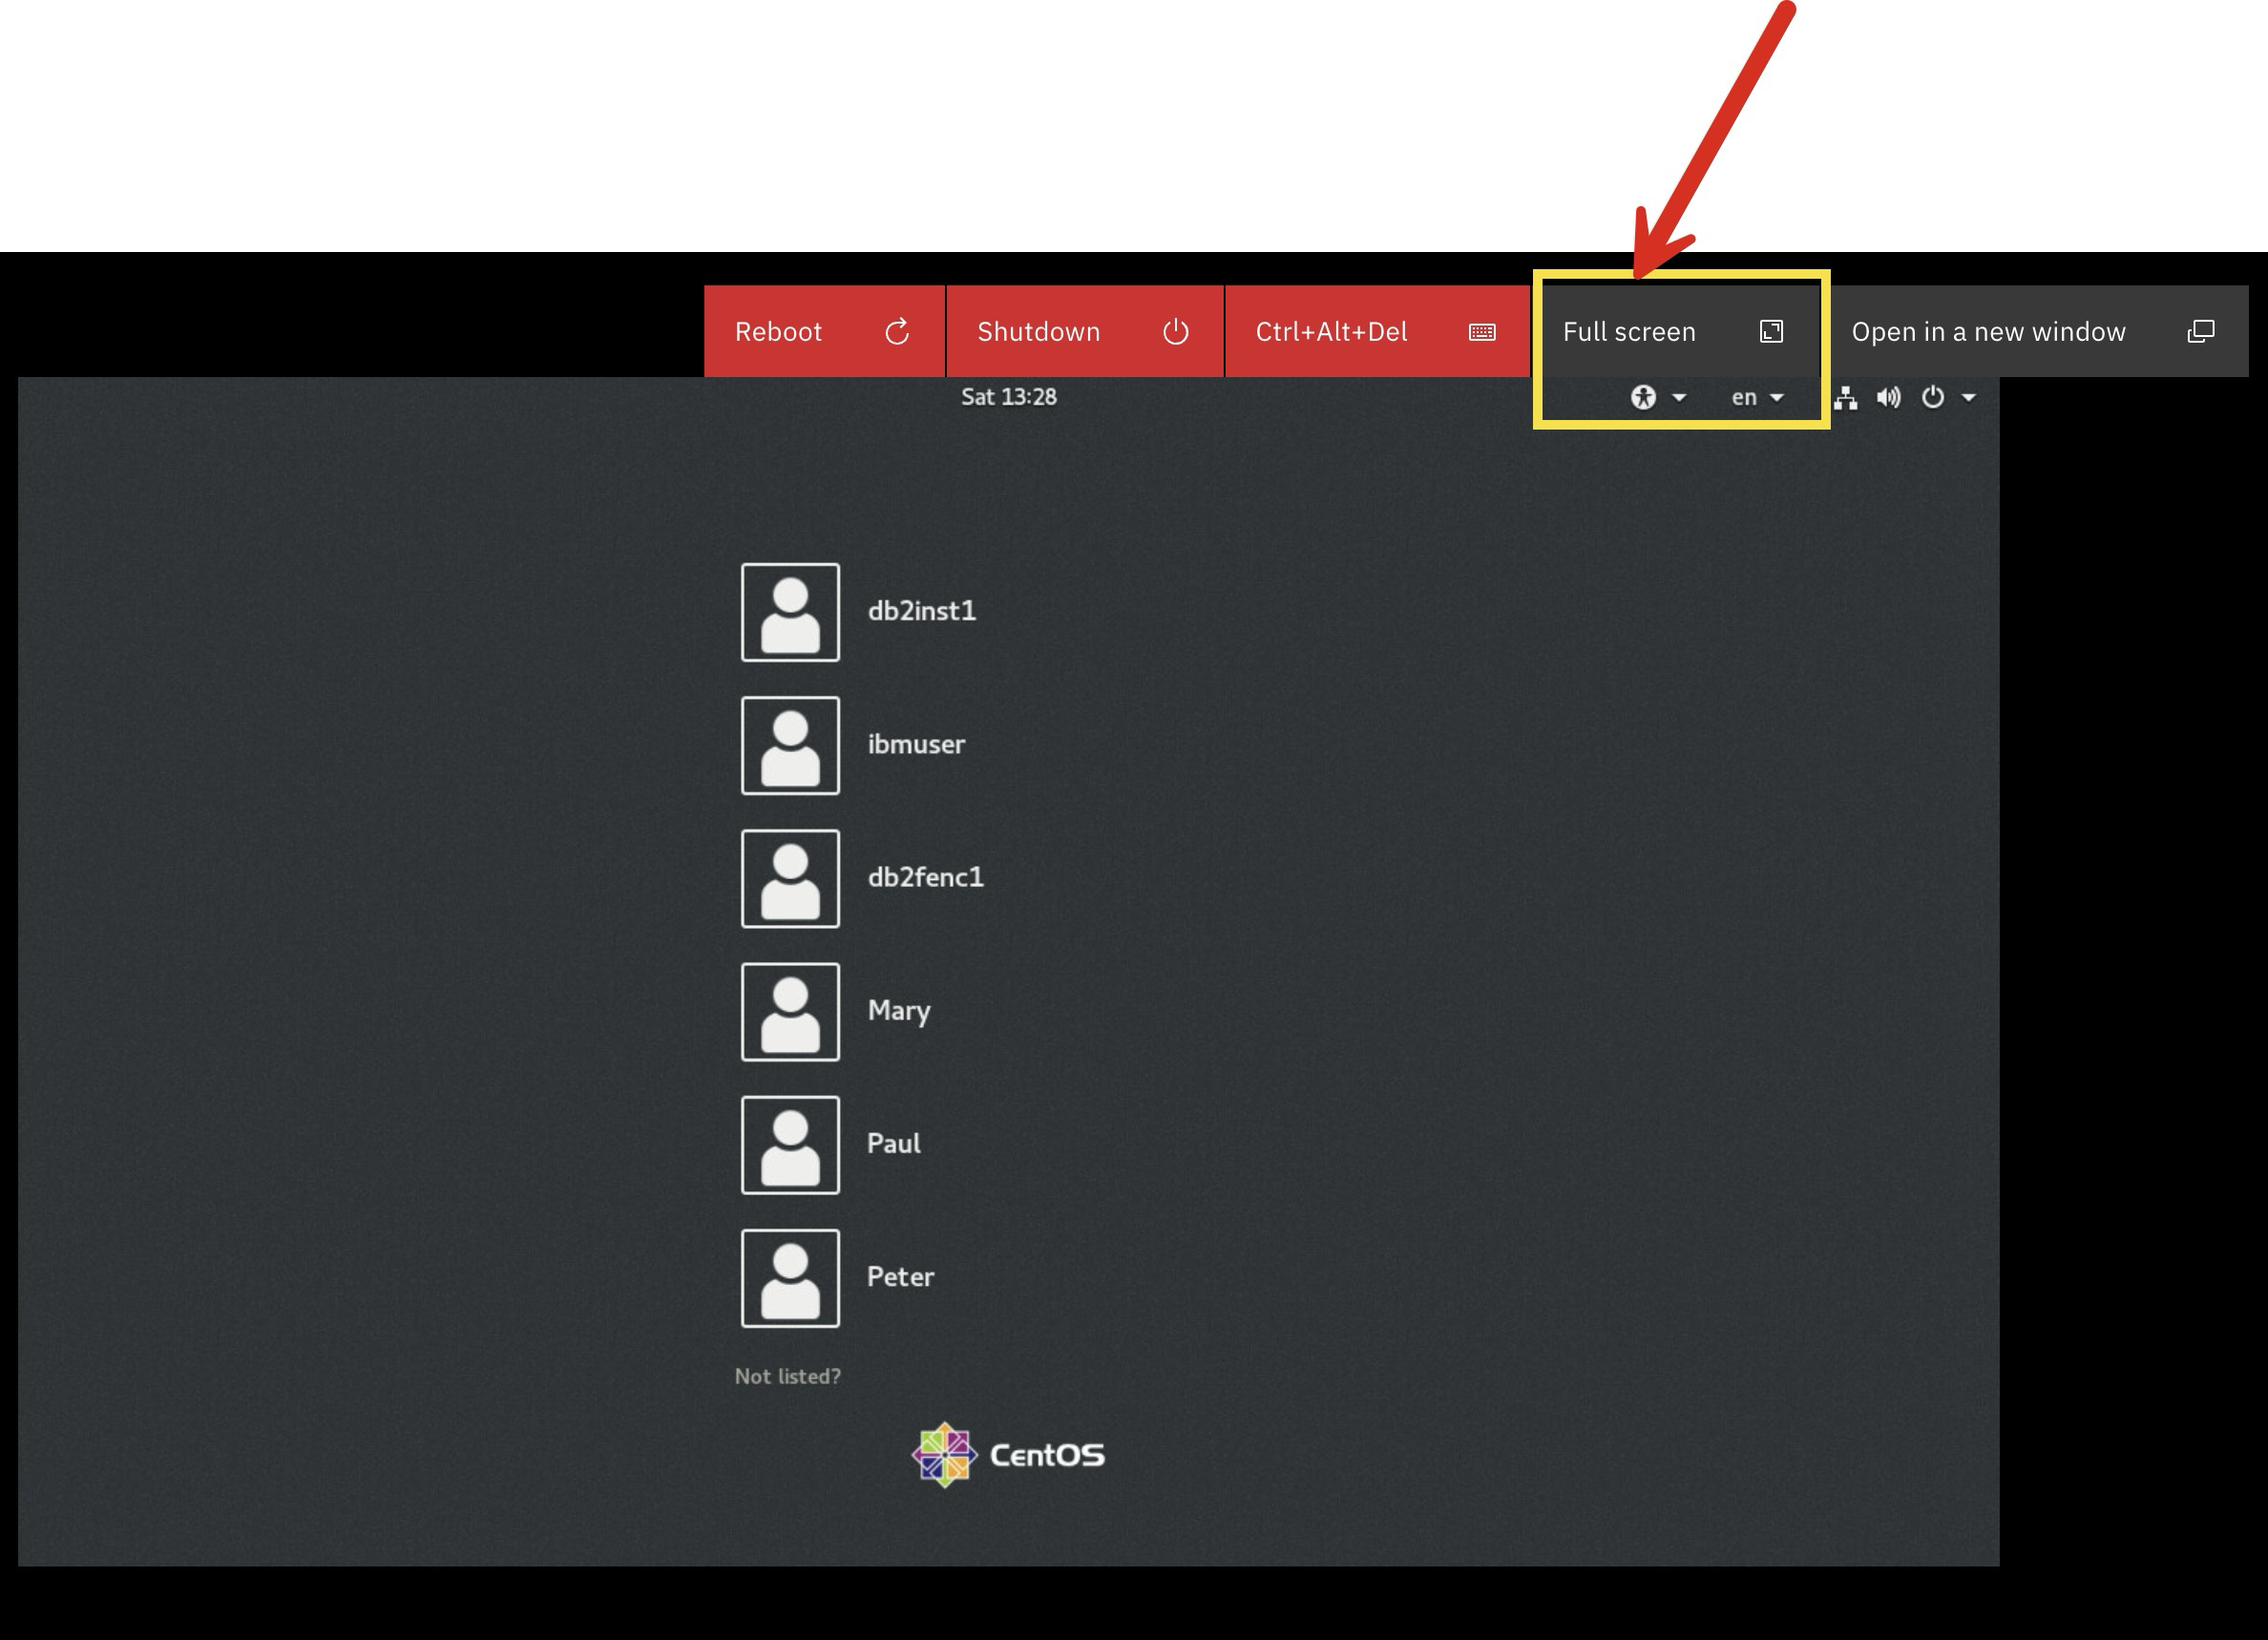 Reboot Shutdown Ctrl+Alt+Del Full screen Open in a new window
Sat 13:28 en
db2inst1
ibmuser
db2fenc1
Mary
Paul
Peter
Not listed?
CentOS